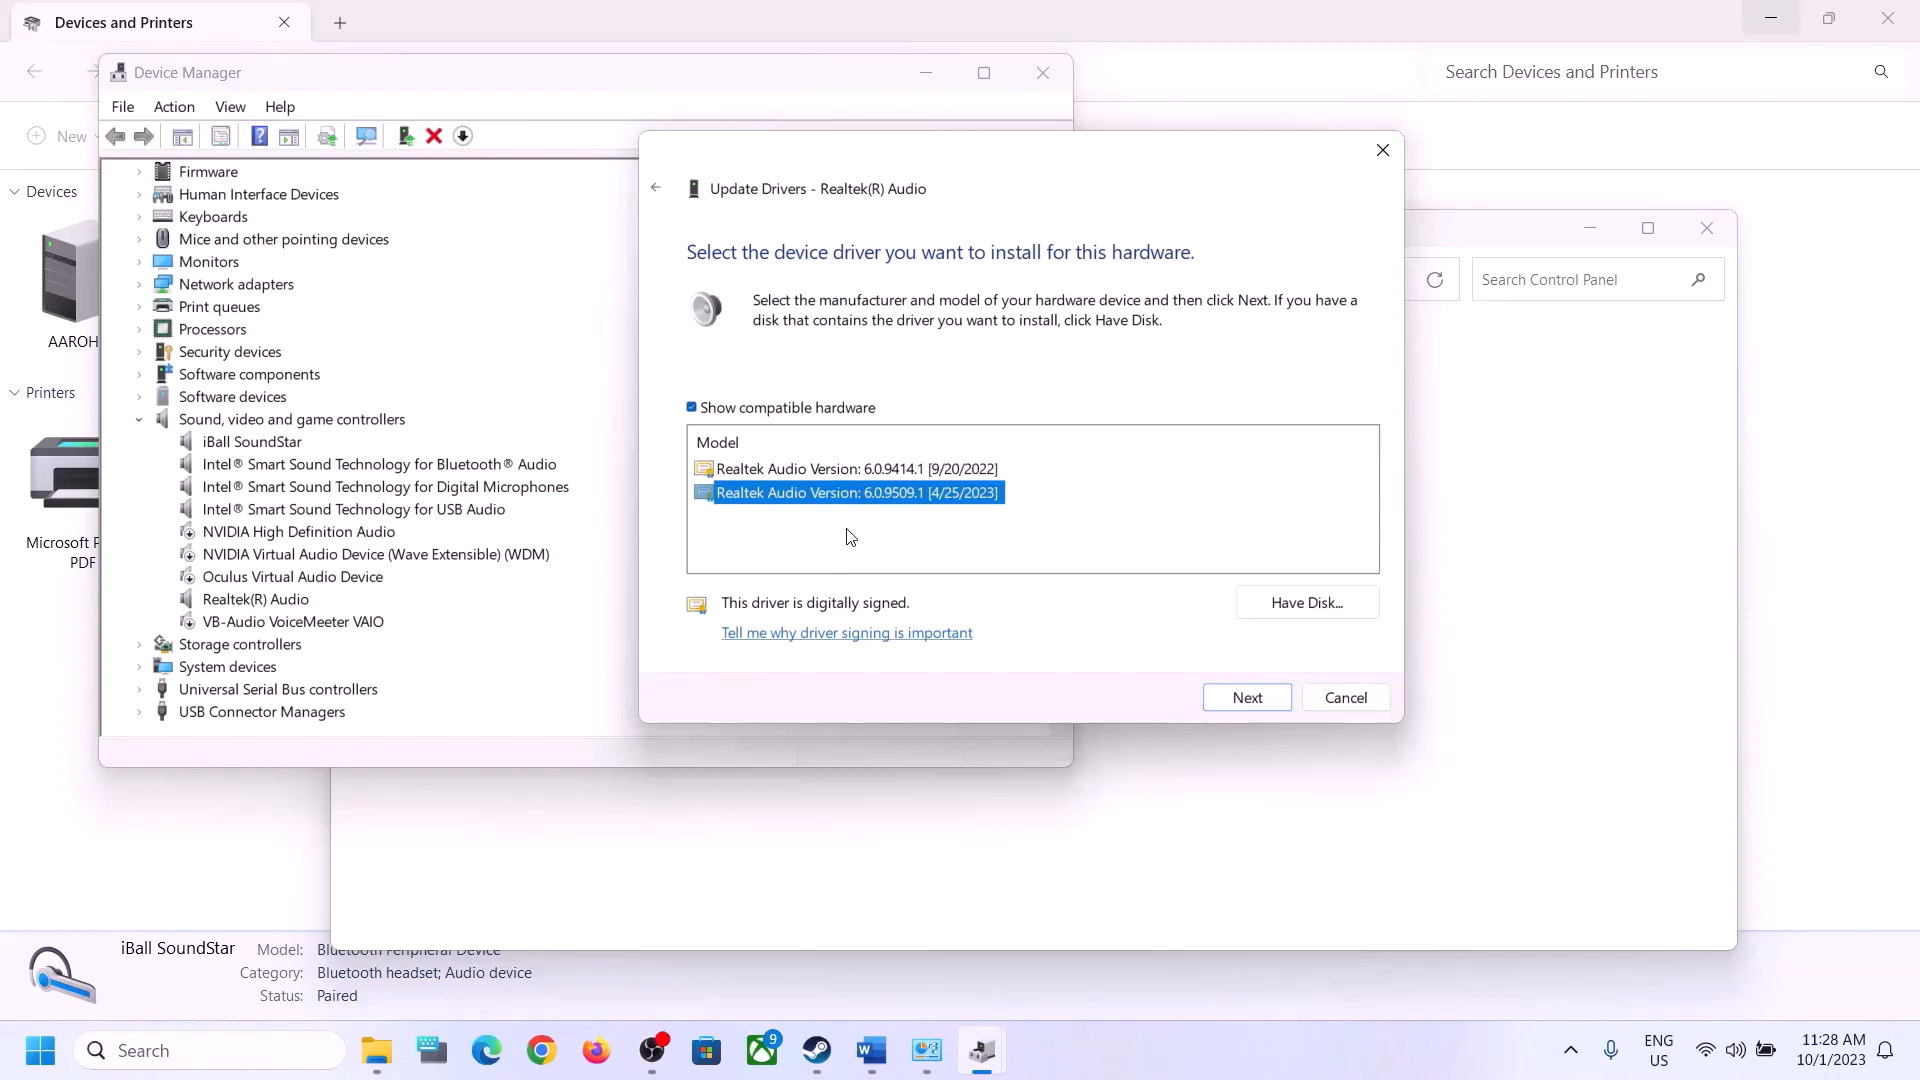 Devices and Printers
Search Devices and Printers
Device Manager
File Action View Help
New
Devices
AAROH
Printers
Microsoft P
PDF
Firmware
Human Interface Devices
Keyboards
Mice and other pointing devices
Monitors
Network adapters
Print queues
Processors
Security devices
Software components
Software devices
Sound, video and game controllers
iBall SoundStar
Intel® Smart Sound Technology for Bluetooth® Audio
Intel® Smart Sound Technology for Digital Microphones
Intel® Smart Sound Technology for USB Audio
NVIDIA High Definition Audio
NVIDIA Virtual Audio Device (Wave Extensible) (WDM)
Oculus Virtual Audio Device
Realtek(R) Audio
VB-Audio VoiceMeeter VAIO
Storage controllers
System devices
Universal Serial Bus controllers
USB Connector Managers
Update Drivers - Realtek(R) Audio
Select the device driver you want to install for this hardware.
Select the manufacturer and model of your hardware device and then click Next. If you have a
disk that contains the driver you want to install, click Have Disk.
Show compatible hardware
Model
Realtek Audio Version: 6.0.9414.1 [9/20/2022]
Realtek Audio Version: 6.0.9509.1 [4/25/2023]
This driver is digitally signed.
Have Disk...
Tell me why driver signing is important
Next
Cancel
Search Control Panel
iBall SoundStar
Model: Bluetooth Peripheral Device
Category: Bluetooth headset; Audio device
Status: Paired
Search
9
ENG
US
11:28 AM
10/1/2023